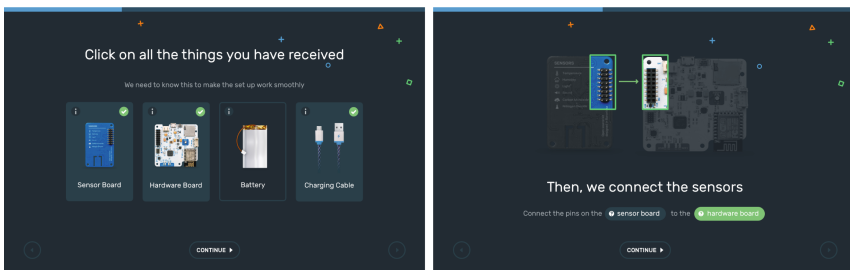 Click on all the things you have received
We need to know this to make the set up work smoothly
Sensor Board
Hardware Board
Battery
Charging Cable
CONTINUE
Then, we connect the sensors
Connect the pins on the sensor board to the hardware board
CONTINUE